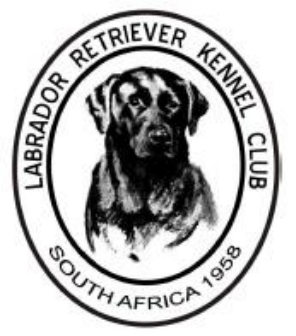 LABRADOR RETRIEVER KENNEL CLUB
SOUTH AFRICA 1958